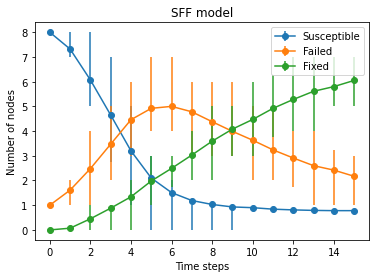 SFF model
Susceptible
Failed
Fixed
Number of nodes
8
7
6
5
4
3
2
1
0
0 2 4 6 8 10 12 14
Time steps